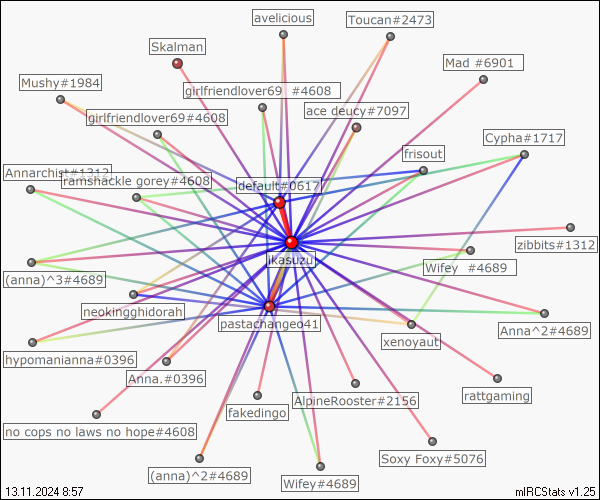 avelicious
Toucan#2473
Skalman
Mad #6901
Mushy#1984
girlfriendlover69 #4608
ace deucy#7097
girlfriendlover69#4608
Cypha#1717
frisout
Annarchist#1312
ramshackle gorey#4608
default#0617
zibbits#1312
jikasuzu
Wifey #4689
(anna)^3#4689
neokingghidorah
pastachangeo41
Anna^2#4689
xenoyaut
hypomanianna#0396
Anna.#0396
rattgaming
AlpineRooster#2156
fakedingo
no cops no laws no hope#4608
Soxy Foxy#5076
(anna)^2#4689
Wifey#4689
13.11.2024 8:57
mIRCStats v1.25